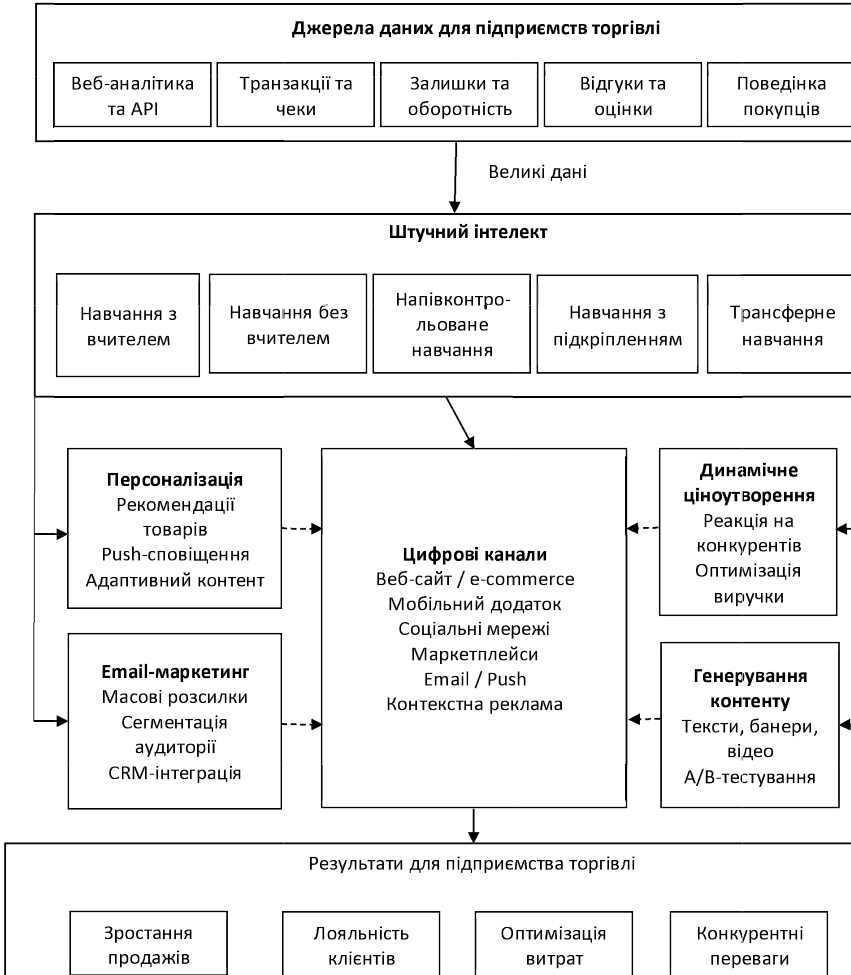 Джерела даних для підприємств торгівлі
Веб-аналітика
та API
Транзакції та
чеки
Залишки та
оборотність
Відгуки та
оцінки
Поведінка
покупців
Великі дані
Штучний інтелект
Навчання з
вчителем
Навчання без
вчителем
Напівконтро-
льоване
навчання
Навчання з
підкріпленням
Трансферне
навчання
Персоналізація
Рекомендації
товарів
Push-сповіщення
Адаптивний контент
Email-маркетинг
Масові розсилки
Сегментація
аудиторії
CRM-інтеграція
Цифрові канали
Веб-сайт / e-commerce
Мобільний додаток
Соціальні мережі
Маркетплейси
Email / Push
Контекстна реклама
Динамічне
ціноутворення
Реакція на
конкурентів
Оптимізація
виручки
Генерування
контенту
Тексти, банери,
відео
A/B-тестування
Результати для підприємства торгівлі
Зростання
продажів
Лояльність
клієнтів
Оптимізація
витрат
Конкурентні
переваги